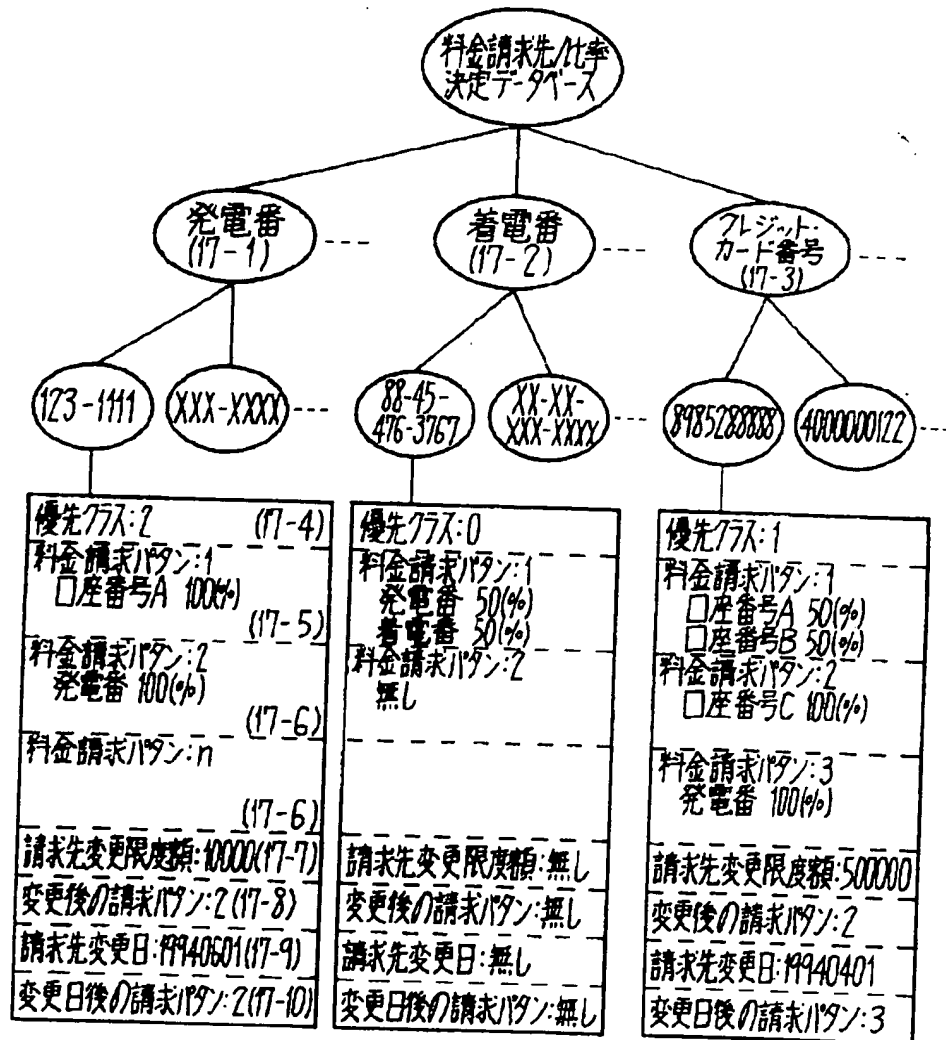 料金請求先/比率
決定データベース
発電番
(17-1)
着電番
(17-2)
クレジット・
カード番号
(17-3)
123-1111
XXX-XXXX
88-45-
476-3767
XX-XX-
XXX-XXXX
8985288888
4000000122
優先クラス:2 (17-4)
料金請求パタン:1
口座番号A 100(%)
(17-5)
料金請求パタン:2
発電番 100(%)
(17-6)
料金請求パタン:n
(17-6)
請求先変更限度額:10000(17-7)
変更後の請求パタン:2(17-8)
請求先変更日:19940601(17-9)
変更日後の請求パタン:2(17-10)
優先クラス:0
料金請求パタン:1
発電番 50(%)
着電番 50(%)
料金請求パタン:2
無し
請求先変更限度額:無し
変更後の請求パタン:無し
請求先変更日:無し
変更日後の請求パタン:無し
優先クラス:1
料金請求パタン:1
口座番号A 50(%)
口座番号B 50(%)
料金請求パタン:2
口座番号C 100(%)
料金請求パタン:3
発電番 100(%)
請求先変更限度額:500000
変更後の請求パタン:2
請求先変更日:19940401
変更日後の請求パタン:3